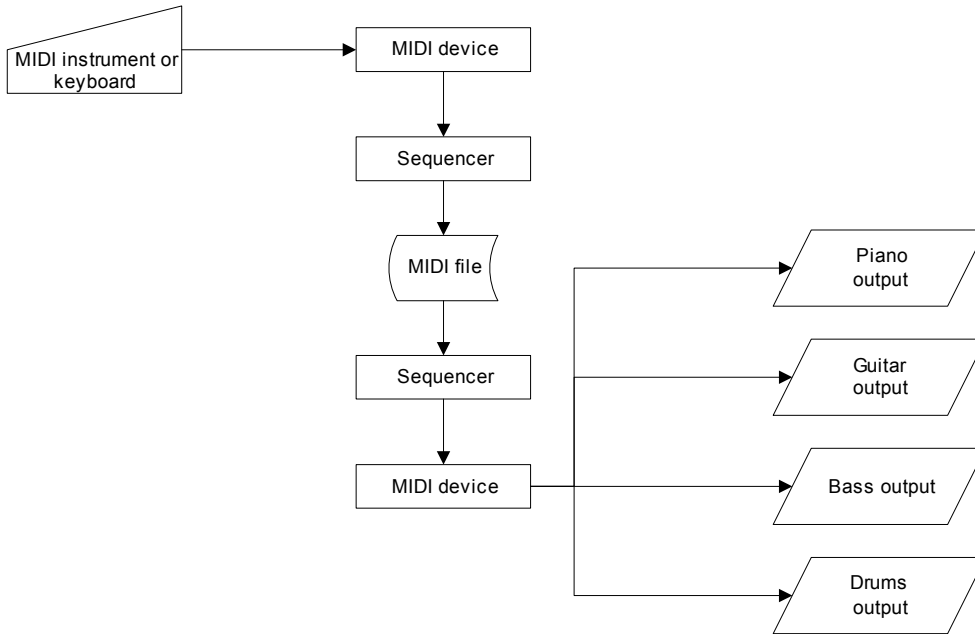 MIDI instrument or
keyboard
MIDI device
Sequencer
MIDI file
Sequencer
MIDI device
Piano
output
Guitar
output
Bass output
Drums
output